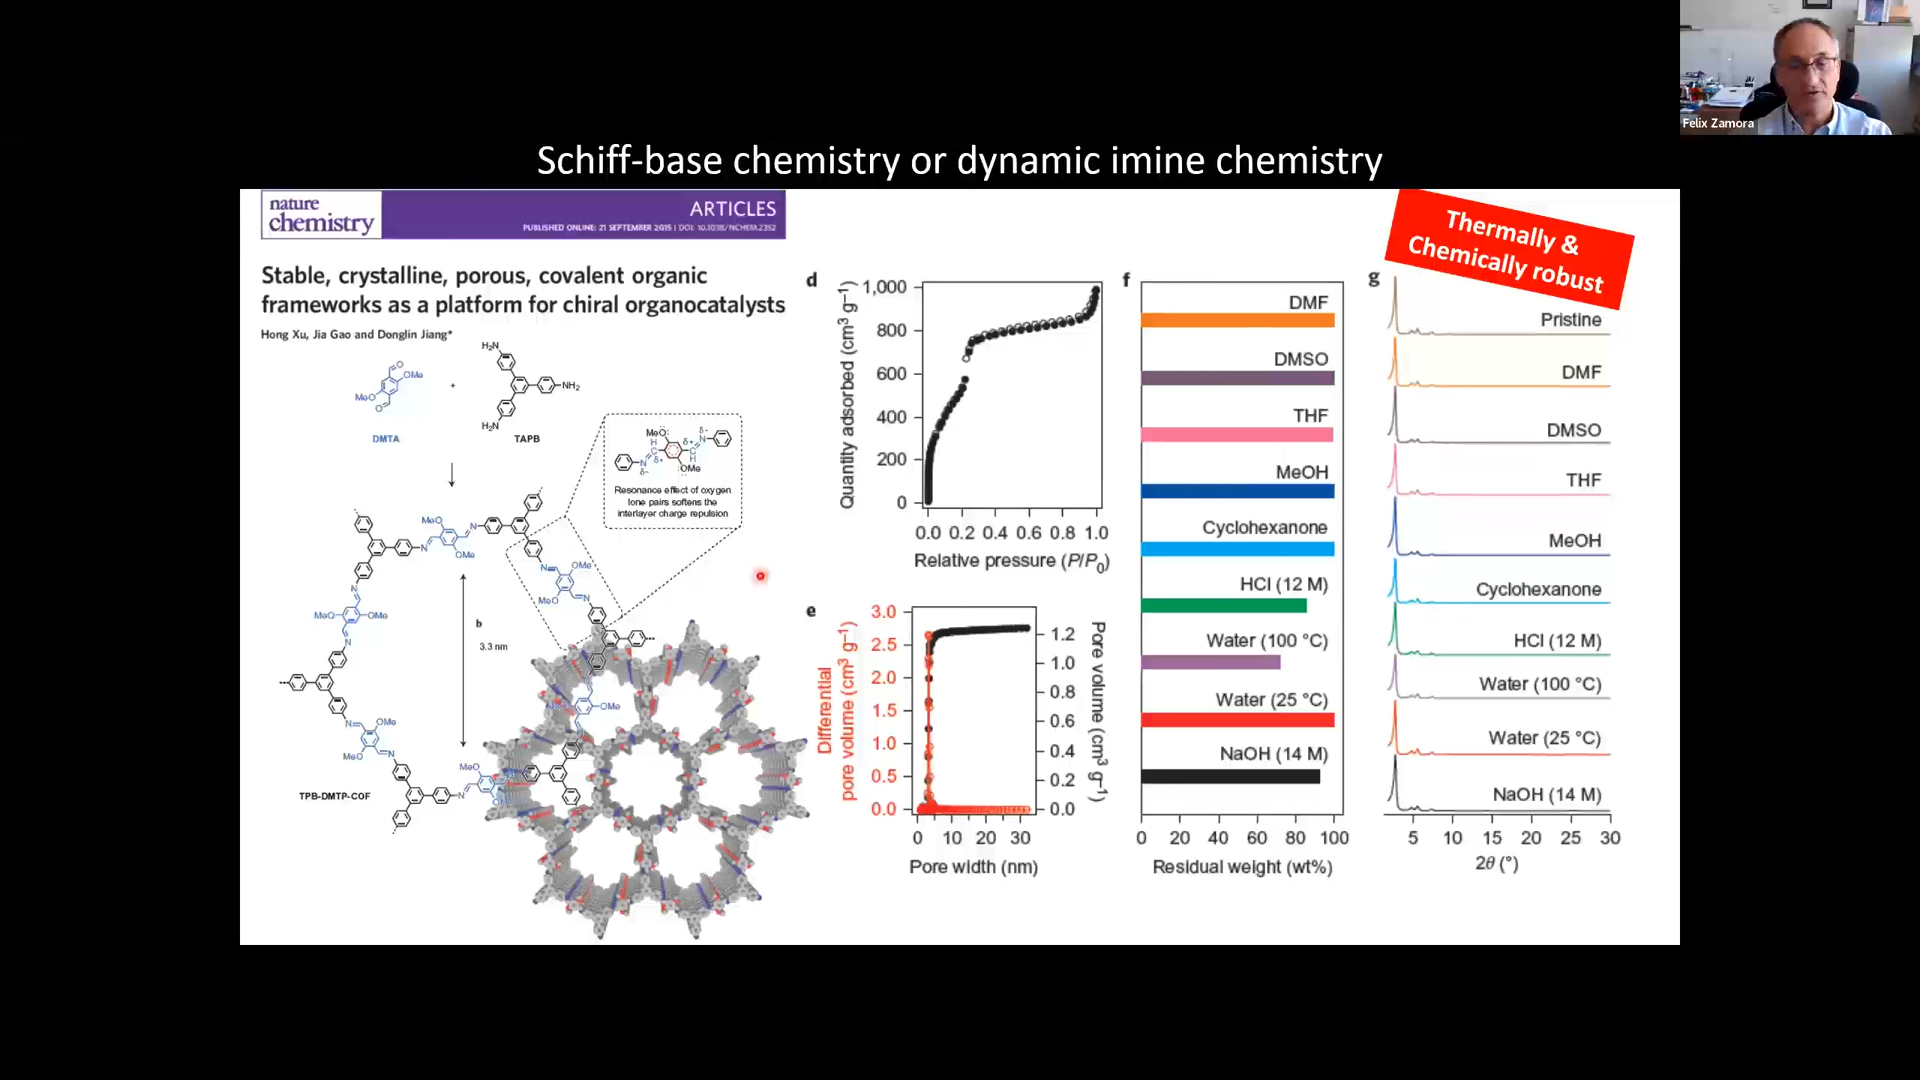 Felix Zamora
Schiff-base chemistry or dynamic imine chemistry
nature
chemistry
ARTICLES
PUBLISHED ONLINE: 21 SEPTEMBER 2015 | DOI: 10.1038/NCHEM.2352
Thermally &
Chemically robust
Stable, crystalline, porous, covalent organic
frameworks as a platform for chiral organocatalysts
Hong Xu, Jia Gao and Donglin Jiang*
H₂N
O
OMe
MeO
O
+
NH₂
H₂N
DMTA
TAPB
MeO
H
δ+
N
δ−
N
δ−
δ+
H
OMe
Resonance effect of oxygen
lone pairs softens the
interlayer charge repulsion
MeO
N
N
OMe
N
OMe
MeO
N
N
MeO
OMe
N
b
3.3 nm
N
OMe
MeO
N
OMe
MeO
N
TPB-DMTP-COF
d
1,000
800
600
400
200
0
Quantity adsorbed (cm³ g⁻¹)
0.0 0.2 0.4 0.6 0.8 1.0
Relative pressure (P/P₀)
e
3.0
2.5
2.0
1.5
1.0
0.5
0.0
Differential
pore volume (cm³ g⁻¹)
1.2
1.0
0.8
0.6
0.4
0.2
0.0
Pore volume (cm³ g⁻¹)
0 10 20 30
Pore width (nm)
f
DMF
DMSO
THF
MeOH
Cyclohexanone
HCl (12 M)
Water (100 °C)
Water (25 °C)
NaOH (14 M)
0 20 40 60 80 100
Residual weight (wt%)
g
Pristine
DMF
DMSO
THF
MeOH
Cyclohexanone
HCl (12 M)
Water (100 °C)
Water (25 °C)
NaOH (14 M)
5 10 15 20 25 30
2θ (°)